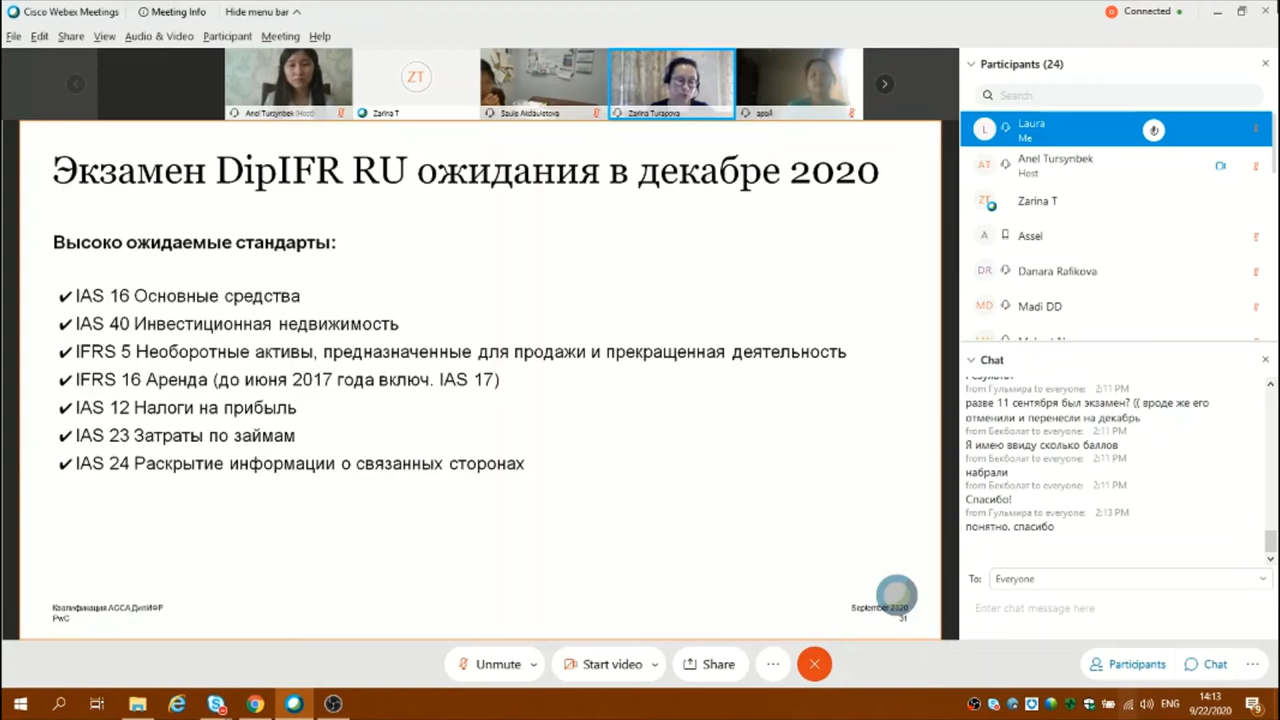 Cisco Webex Meetings
Meeting Info
Hide menu bar
Connected
File Edit Share View Audio & Video Participant Meeting Help
ZT
Anel Tursynbek (Host)
Zarina T
Saule Akdauletova
Zarina Turapova
арай
Экзамен DipIFR RU ожидания в декабре 2020
Высоко ожидаемые стандарты:
✔IAS 16 Основные средства
✔IAS 40 Инвестиционная недвижимость
✔IFRS 5 Необоротные активы, предназначенные для продажи и прекращенная деятельность
✔IFRS 16 Аренда (до июня 2017 года включ. IAS 17)
✔IAS 12 Налоги на прибыль
✔IAS 23 Затраты по займам
✔IAS 24 Раскрытие информации о связанных сторонах
Квалификация АССА ДипИФР
PwC
September 2020
31
Participants (24)
Search
L
Laura
Me
AT
Anel Tursynbek
Host
ZT
Zarina T
A
Assel
DR
Danara Rafikova
MD
Madi DD
Chat
from Гульмира to everyone: 2:11 PM
разве 11 сентября был экзамен? (( вроде же его
отменили и перенесли на декабрь
from Бекболат to everyone: 2:11 PM
Я имею ввиду сколько баллов
from Бекболат to everyone: 2:11 PM
набрали
from Бекболат to everyone: 2:11 PM
Спасибо!
from Гульмира to everyone: 2:13 PM
понятно. спасибо
To: Everyone
Enter chat message here
Unmute
Start video
Share
Participants
Chat
ENG
14:13
9/22/2020
9